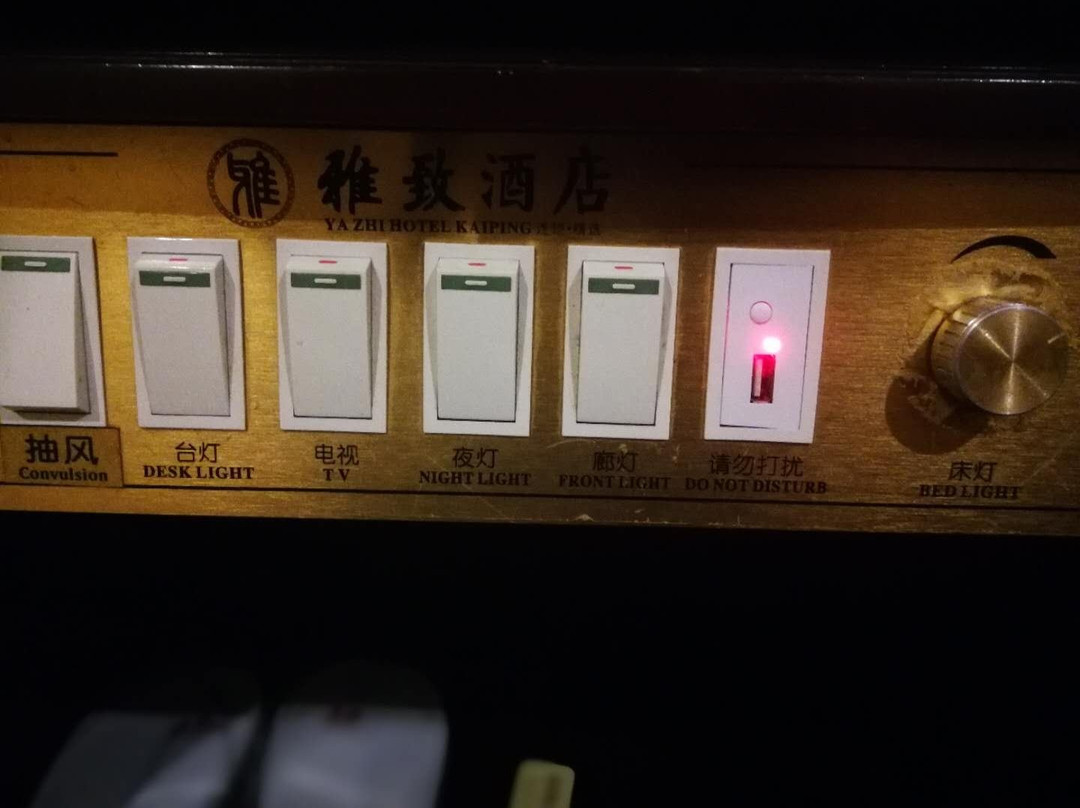 雅 雅致酒店
YA ZHI HOTEL KAIPING
抽风
Convulsion
台灯
DESK LIGHT
电视
TV
夜灯
NIGHT LIGHT
廊灯
FRONT LIGHT
请勿打扰
DO NOT DISTURB
床灯
BED LIGHT